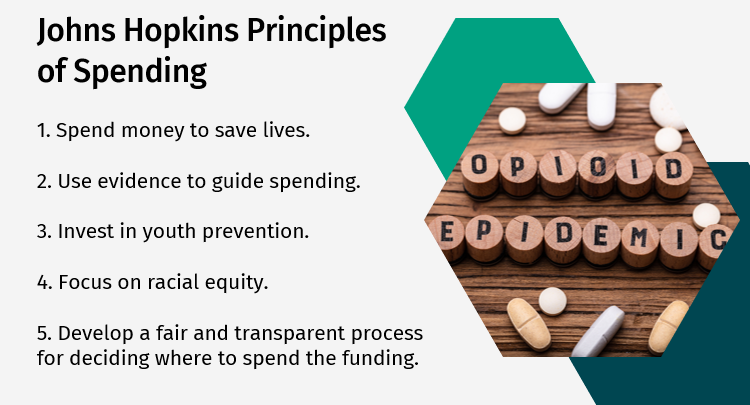 Johns Hopkins Principles
of Spending
1. Spend money to save lives.
2. Use evidence to guide spending.
3. Invest in youth prevention.
4. Focus on racial equity.
5. Develop a fair and transparent process
for deciding where to spend the funding.
OPIOID
EPIDEMIC